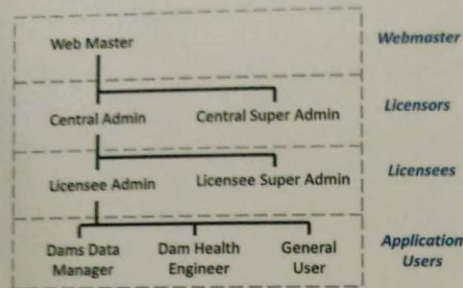 Web Master
Webmaster
Central Admin
Central Super Admin
Licensors
Licensee Admin
Licensee Super Admin
Licensees
Dams Data
Manager
Dam Health
Engineer
General
User
Application
Users